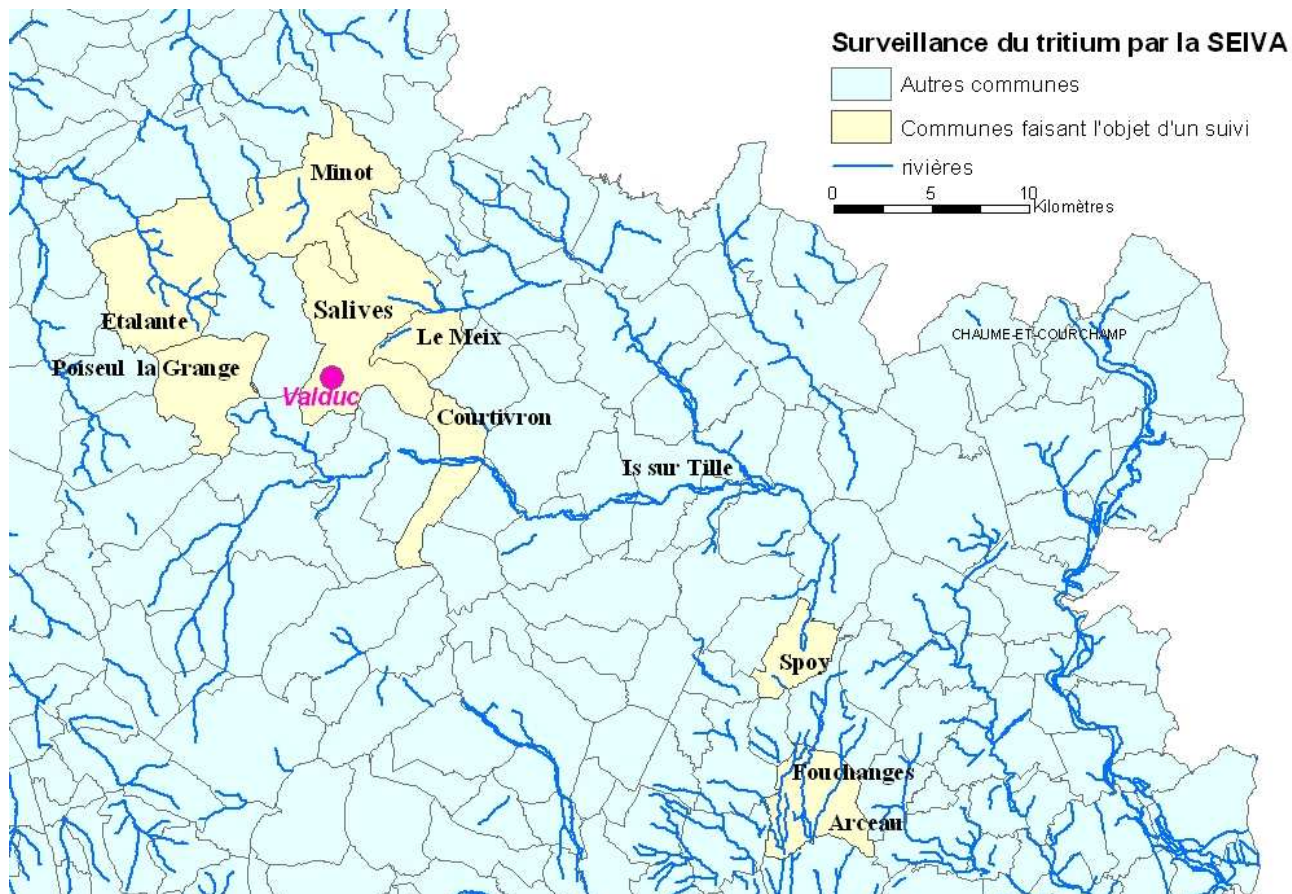 Surveillance du tritium par la SEIVA
Autres communes
Communes faisant l'objet d'un suivi
rivières
0 5 10
Kilomètres
Minot
Salives
Etalante
Le Meix
CHAUME-ET-COURCHAMP
Poiseul la Grange
Valduc
Courtivron
Is sur Tille
Spoy
Fouchanges
Arceau